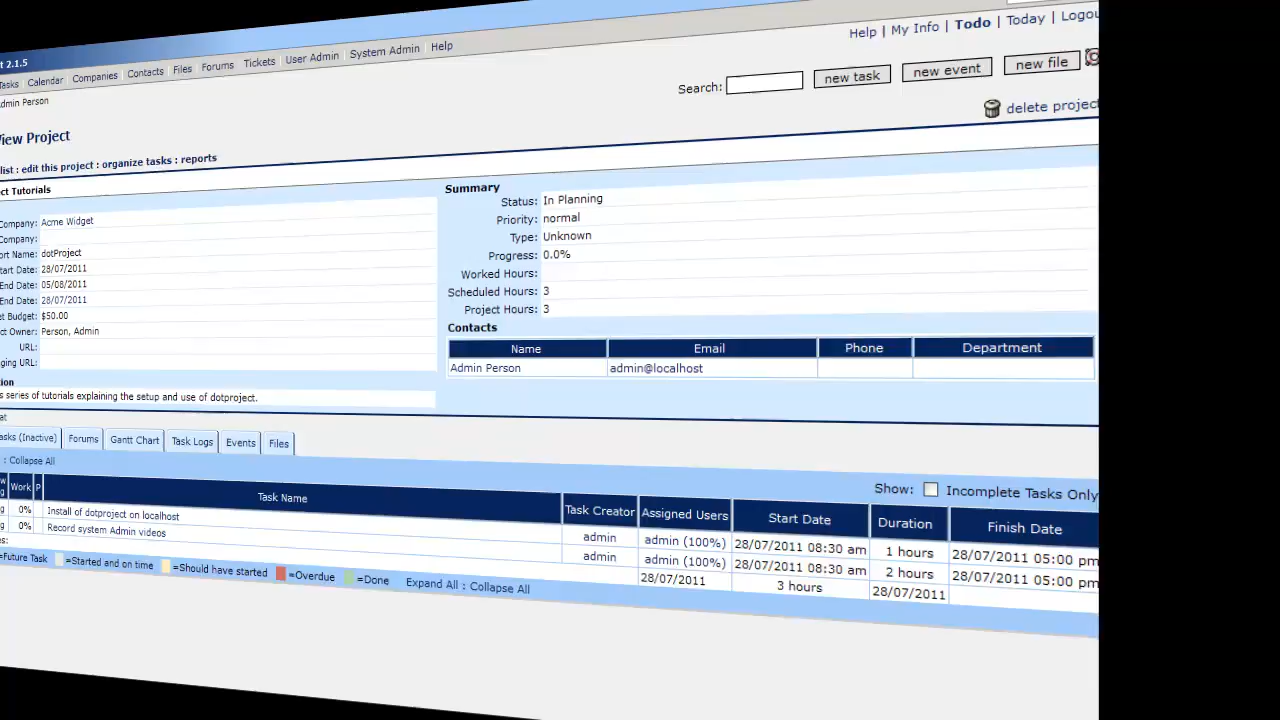 t 2.1.5
Tasks Calendar Companies Contacts Files Forums Tickets User Admin System Admin Help
Help | My Info | Todo | Today | Logou
dmin Person
Search: new task new event new file
View Project
delete project
list : edit this project : organize tasks : reports
ct Tutorials
Company: Acme Widget
Company:
ort Name: dotProject
tart Date: 28/07/2011
End Date: 05/08/2011
End Date: 28/07/2011
et Budget: $50.00
ct Owner: Person, Admin
URL:
ging URL:
Summary
Status: In Planning
Priority: normal
Type: Unknown
Progress: 0.0%
Worked Hours:
Scheduled Hours: 3
Project Hours: 3
Contacts
Name Email Phone Department
Admin Person admin@localhost
tion
s series of tutorials explaining the setup and use of dotproject.
at
asks (Inactive) Forums Gantt Chart Task Logs Events Files
: Collapse All
Show: Incomplete Tasks Only
w
g Work P Task Name Task Creator Assigned Users Start Date Duration Finish Date
g 0% Install of dotproject on localhost admin admin (100%) 28/07/2011 08:30 am 1 hours 28/07/2011 05:00 pm
g 0% Record system Admin videos admin admin (100%) 28/07/2011 08:30 am 2 hours 28/07/2011 05:00 pm
es: 28/07/2011 3 hours 28/07/2011
=Future Task =Started and on time =Should have started =Overdue =Done Expand All : Collapse All